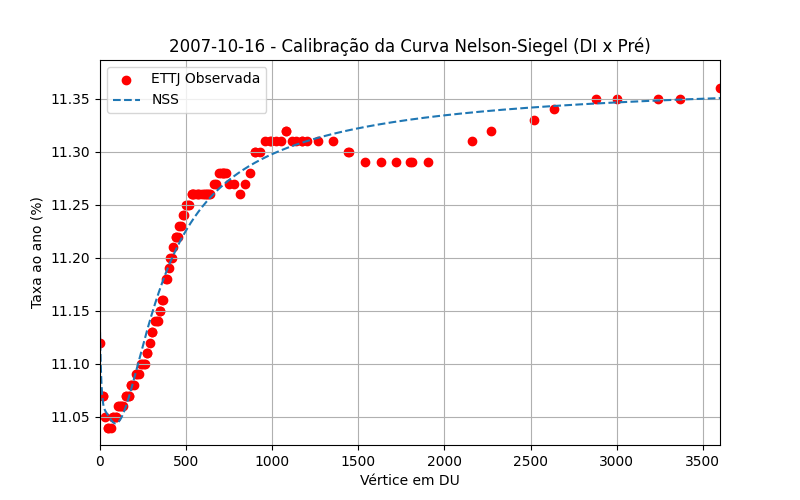 2007-10-16 - Calibração da Curva Nelson-Siegel (DI x Pré)
ETTJ Observada
NSS
11.35
11.30
11.25
11.20
11.15
11.10
11.05
Taxa ao ano (%)
0 500 1000 1500 2000 2500 3000 3500
Vértice em DU